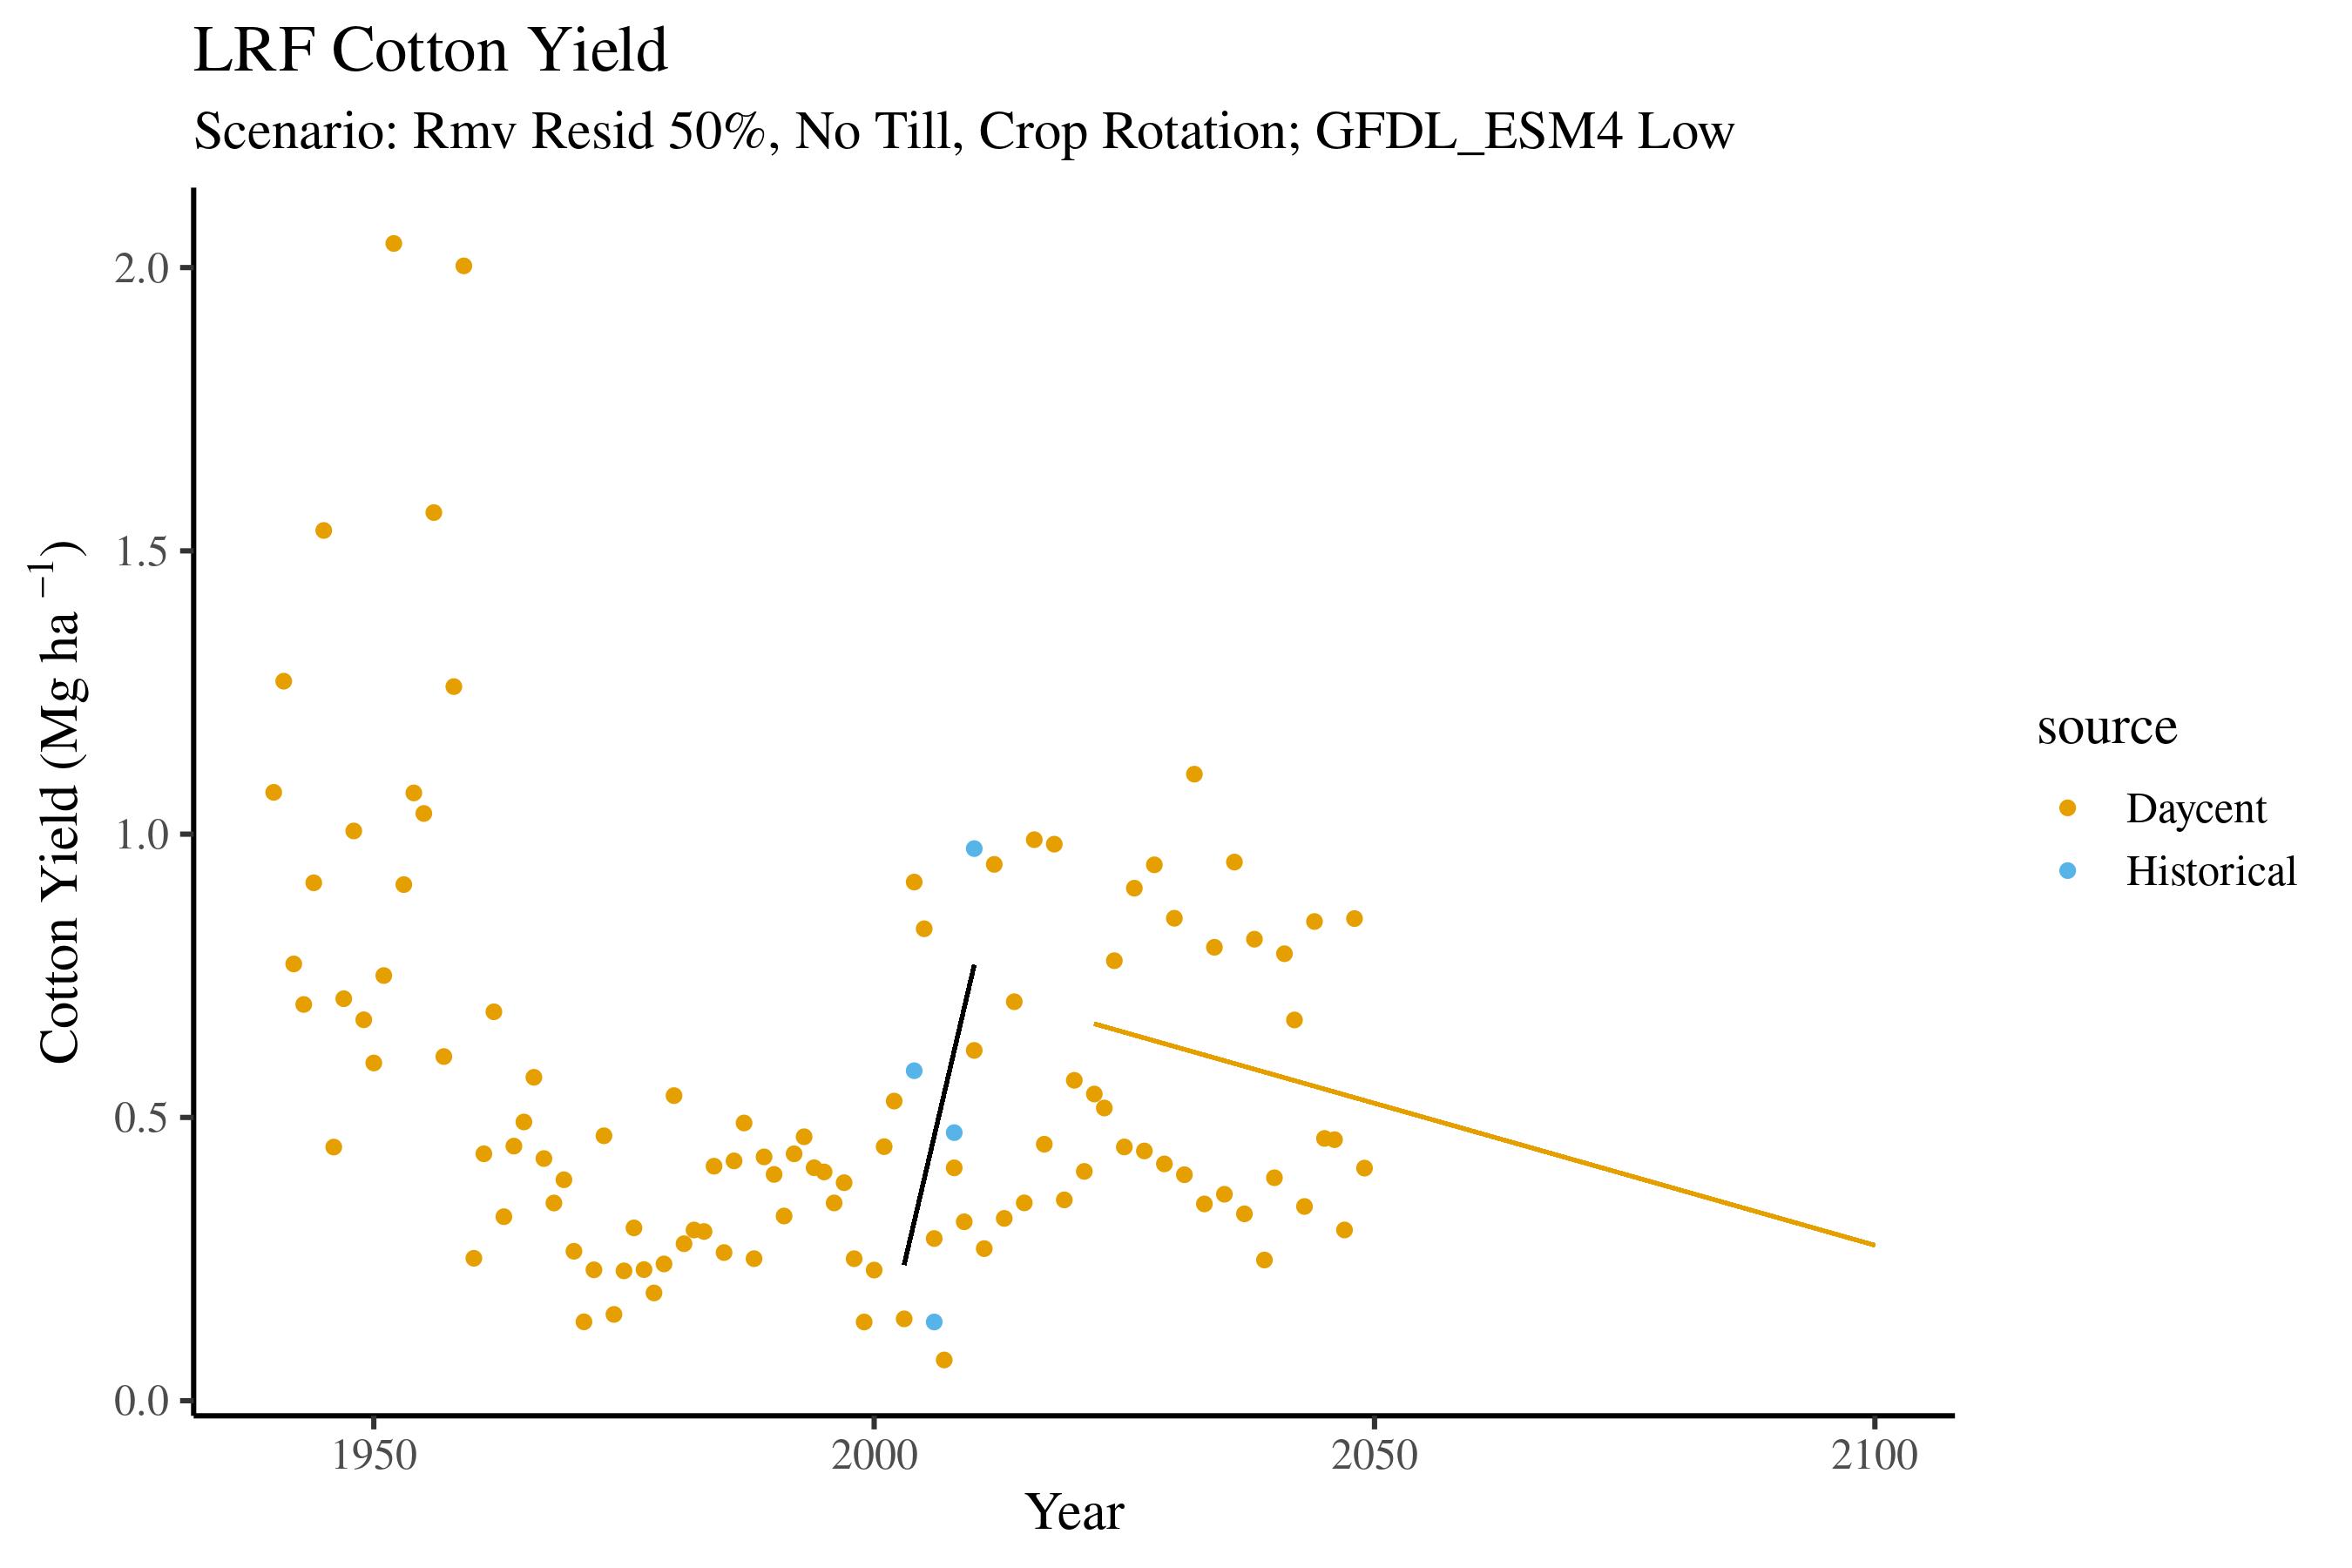 LRF Cotton Yield
Scenario: Rmv Resid 50%, No Till, Crop Rotation; GFDL_ESM4 Low
Cotton Yield (Mg ha −1)
2.0
1.5
1.0
0.5
0.0
1950 2000 2050 2100
Year
source
Daycent
Historical